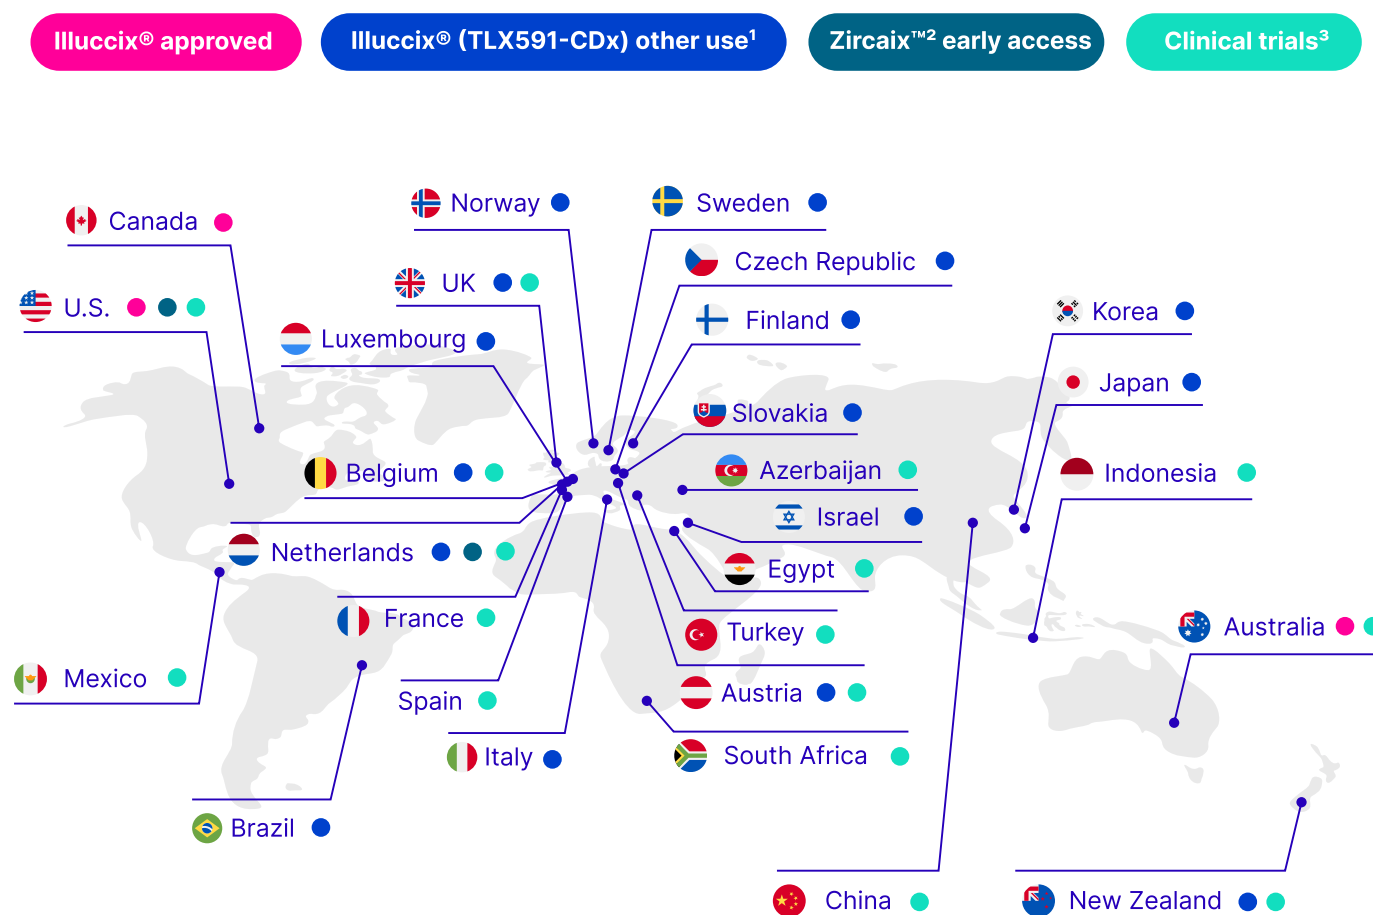 Illuccix® approved
Illuccix® (TLX591-CDx) other use¹
Zircaix™² early access
Clinical trials³
Norway
Sweden
Canada
Czech Republic
UK
U.S.
Korea
Finland
Luxembourg
Japan
Slovakia
Belgium
Azerbaijan
Indonesia
Israel
Netherlands
Egypt
France
Australia
Turkey
Mexico
Spain
Austria
Italy
South Africa
Brazil
China
New Zealand